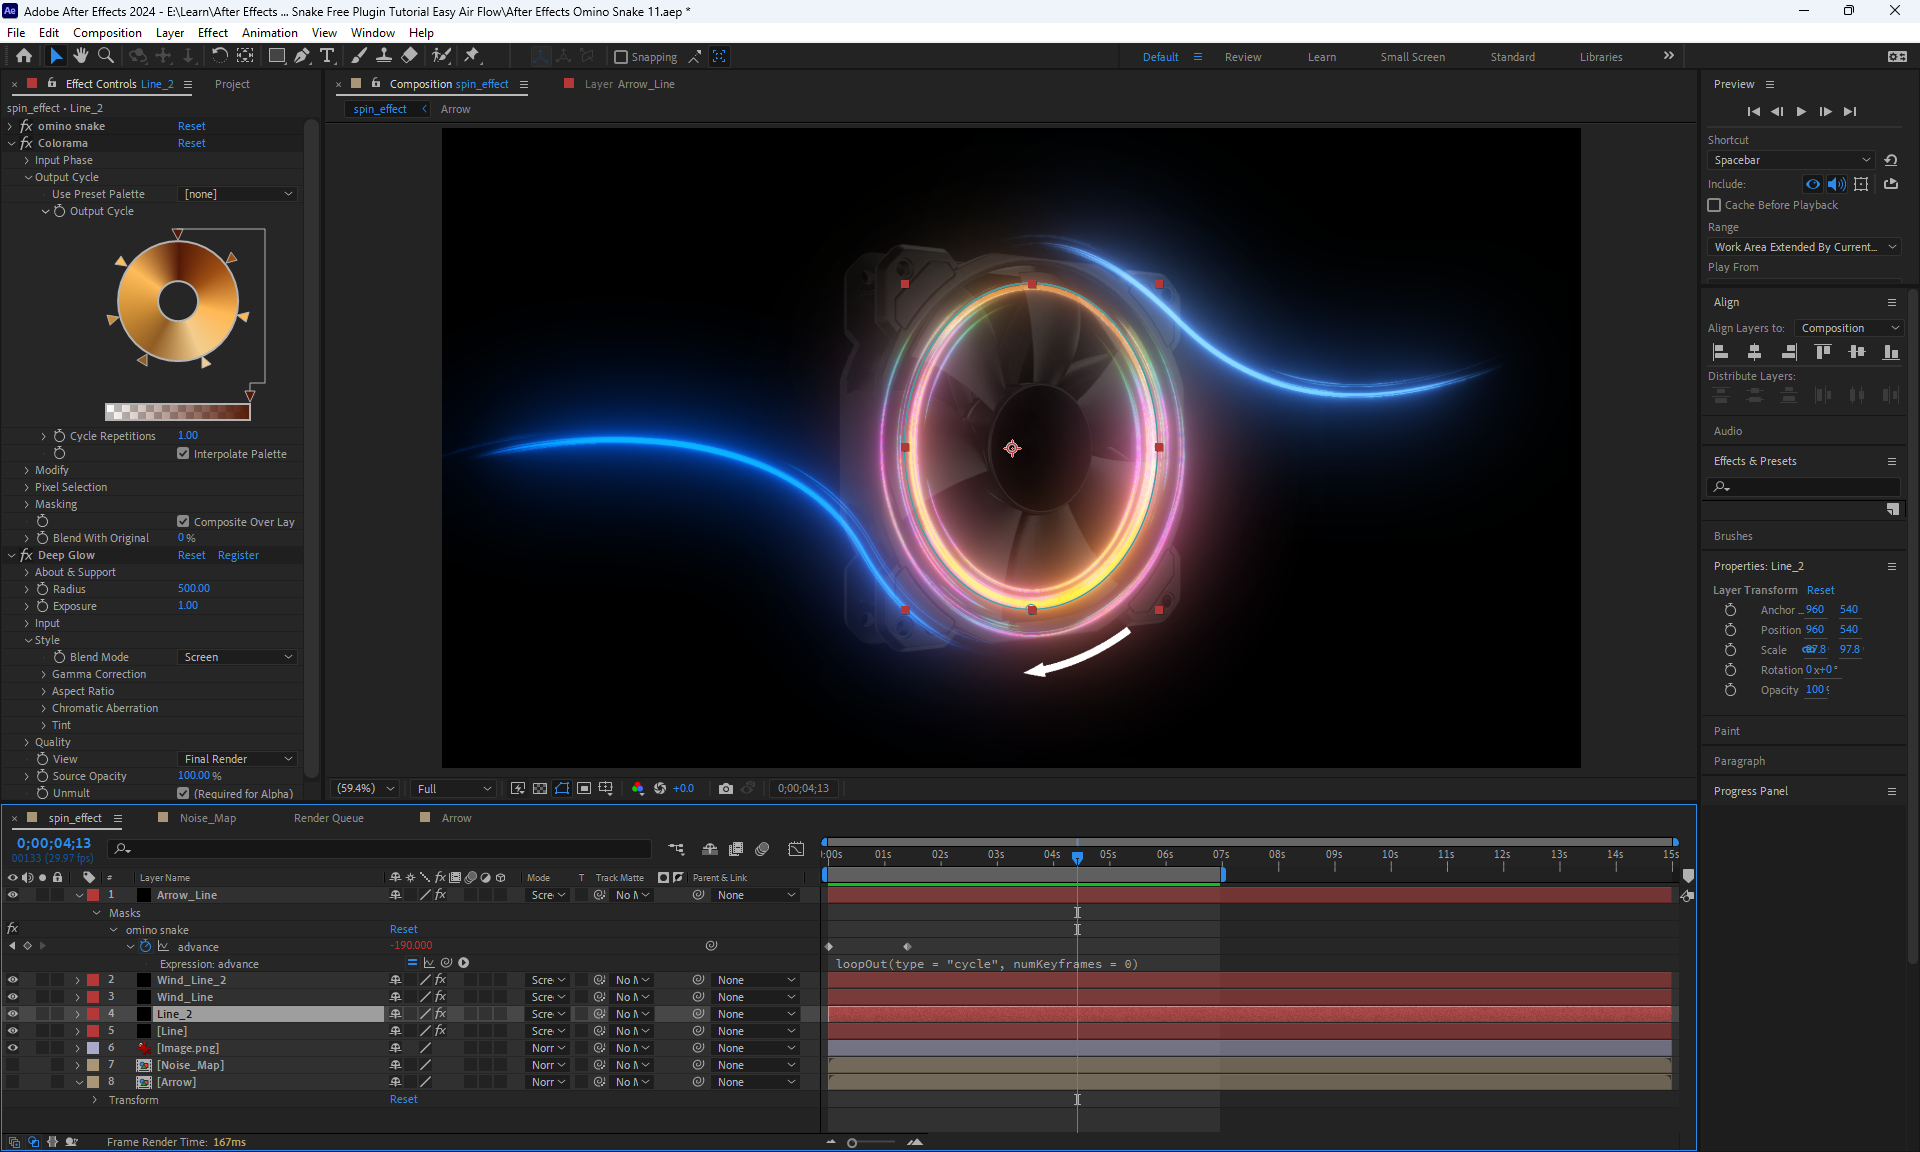 Adobe After Effects 2024 - E:\Learn\After Effects ... Snake Free Plugin Tutorial Easy Air Flow\After Effects Omino Snake 11.aep *
File Edit Composition Layer Effect Animation View Window Help
Snapping
Default Review Learn Small Screen Standard Libraries
Effect Controls Line_2 Project
spin_effect • Line_2
fx omino snake Reset
fx Colorama Reset
Input Phase
Output Cycle
Use Preset Palette [none]
Output Cycle
Cycle Repetitions 1.00
Interpolate Palette
Modify
Pixel Selection
Masking
Composite Over Lay
Blend With Original 0 %
fx Deep Glow Reset Register
About & Support
Radius 500.00
Exposure 1.00
Input
Style
Blend Mode Screen
Gamma Correction
Aspect Ratio
Chromatic Aberration
Tint
Quality
View Final Render
Source Opacity 100.00 %
Unmult (Required for Alpha)
Composition spin_effect Layer Arrow_Line
spin_effect Arrow
(59.4%) Full +0.0 0;00;04;13
Preview
Shortcut
Spacebar
Include:
Cache Before Playback
Range
Work Area Extended By Current...
Play From
Align
Align Layers to: Composition
Distribute Layers:
Audio
Effects & Presets
Brushes
Properties: Line_2
Layer Transform Reset
Anchor ... 960 540
Position 960 540
Scale 97.8
Rotation 0 x+0 °
Opacity 100
Paint
Paragraph
Progress Panel
spin_effect Noise_Map Render Queue Arrow
0;00;04;13
00133 (29.97 fps)
:00s 01s 02s 03s 04s 05s 06s 07s 08s 09s 10s 11s 12s 13s 14s 15s
# Layer Name fx Mode T Track Matte Parent & Link
1 Arrow_Line fx Scre No None
Masks
fx omino snake Reset
advance -190.000
Expression: advance loopOut(type = "cycle", numKeyframes = 0)
2 Wind_Line_2 fx Scre No None
3 Wind_Line fx Scre No None
4 Line_2 fx Scre No None
5 [Line] fx Scre No None
6 [Image.png] Norr No None
7 [Noise_Map] Norr No None
8 [Arrow] Norr No None
Transform Reset
Frame Render Time: 167ms